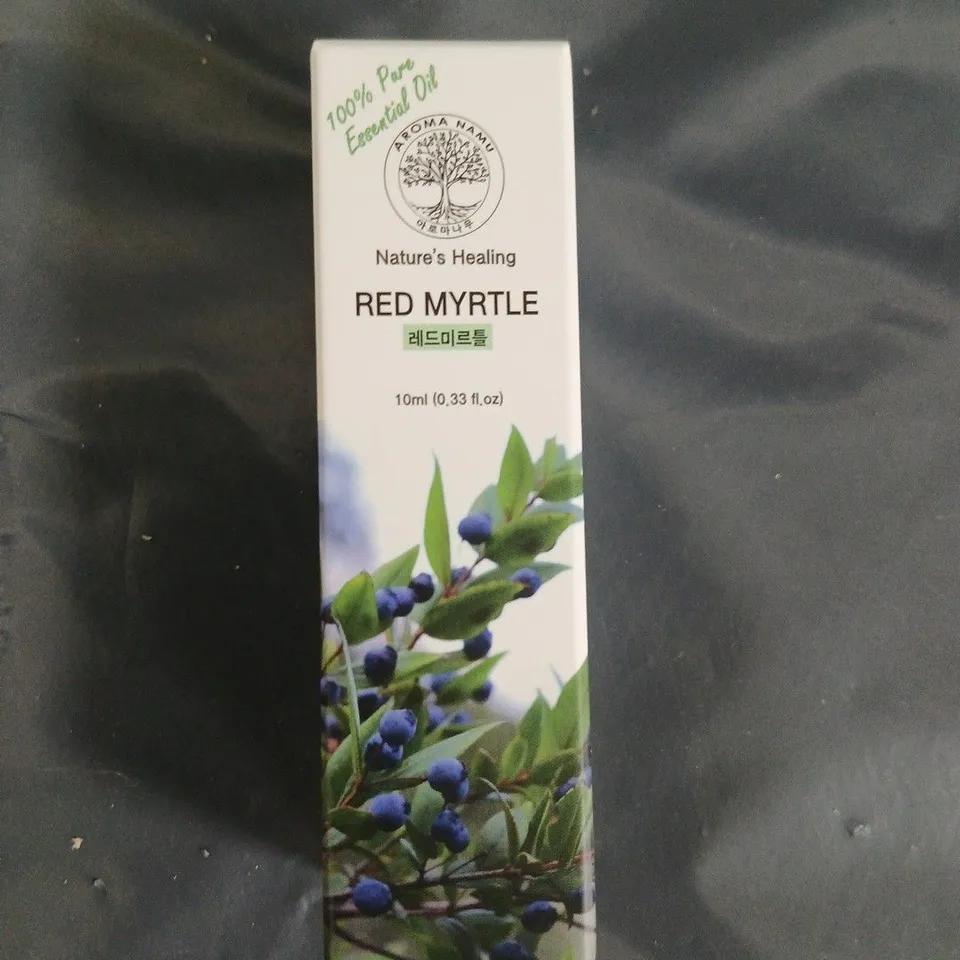 100% Pure
Essential Oil
AROMA NAMU
아로마나무
Nature's Healing
RED MYRTLE
레드미르틀
10ml (0.33 fl.oz)